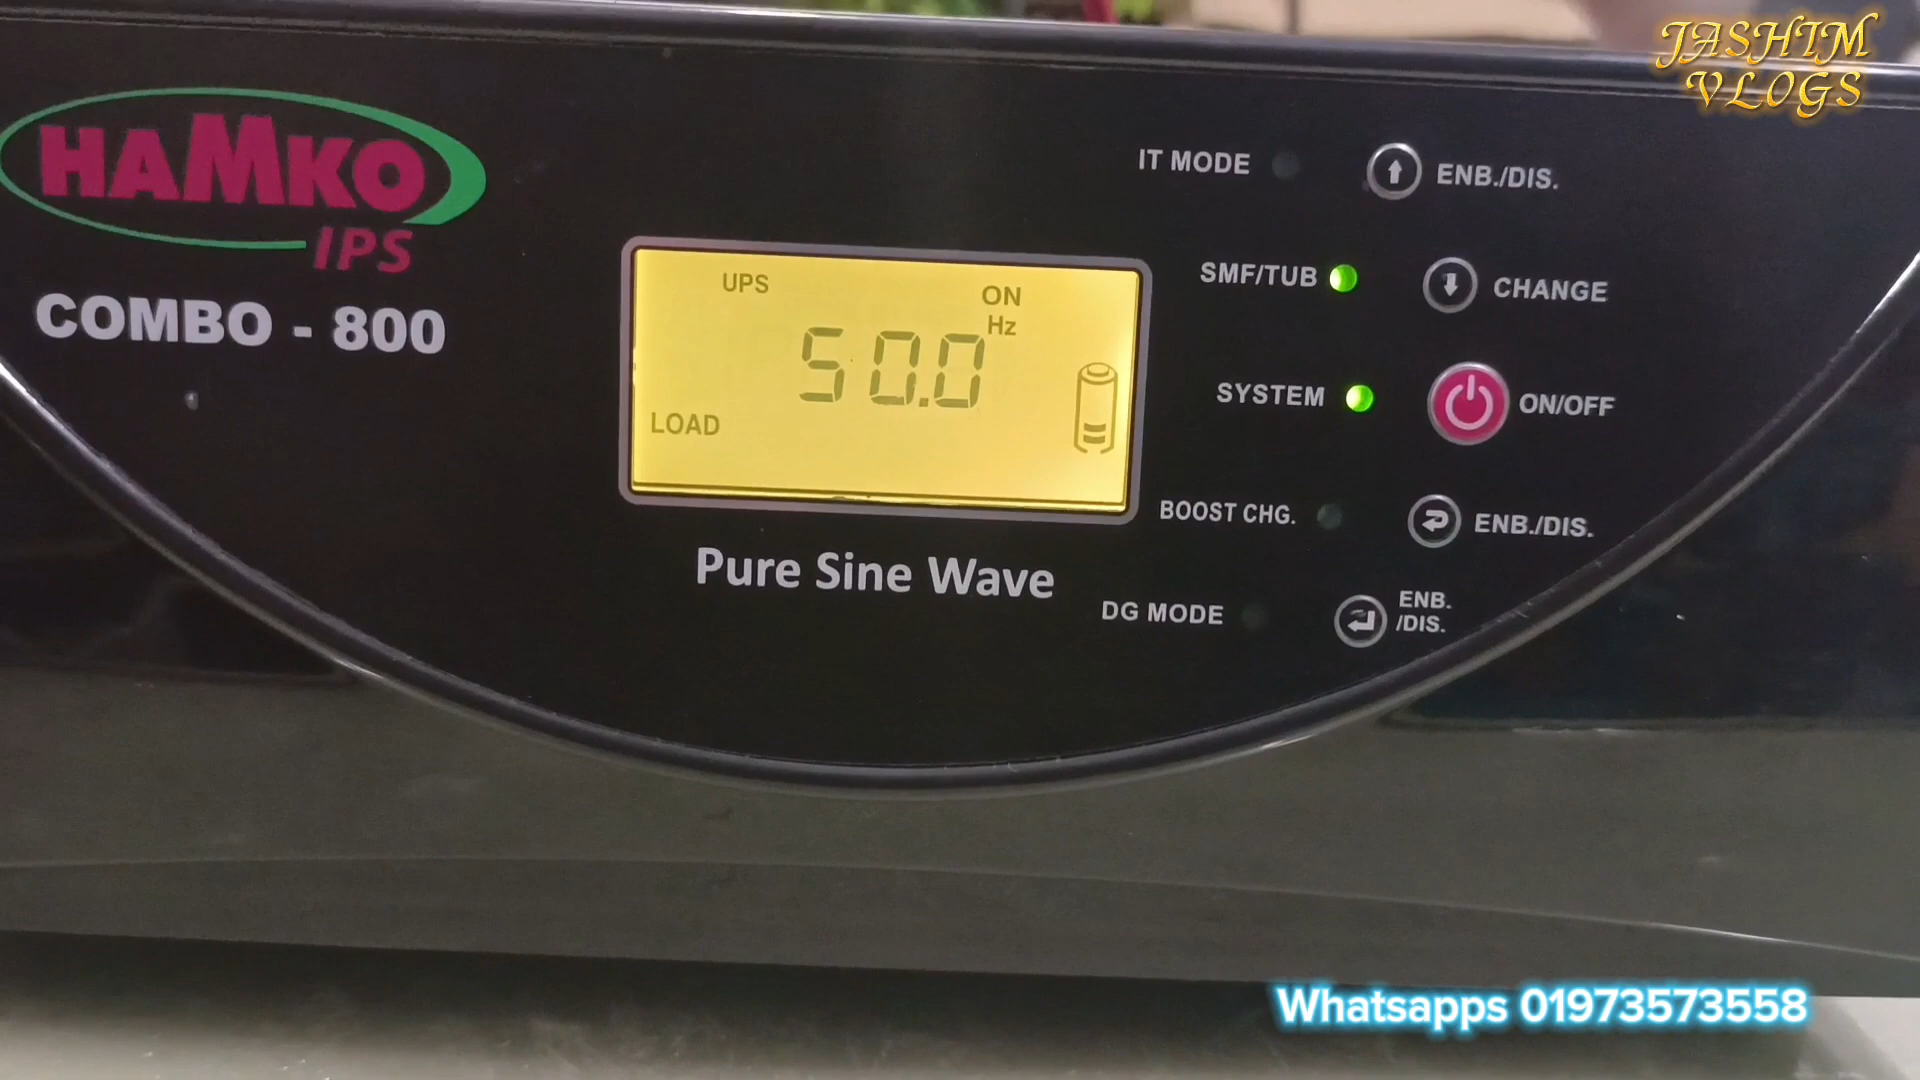 JASHIM
VLOGS
HAMKO
IPS
COMBO - 800
IT MODE
ENB./DIS.
UPS
ON
Hz
50.0
LOAD
SMF/TUB
CHANGE
SYSTEM
ON/OFF
BOOST CHG.
ENB./DIS.
Pure Sine Wave
DG MODE
ENB.
/DIS.
Whatsapps 01973573558